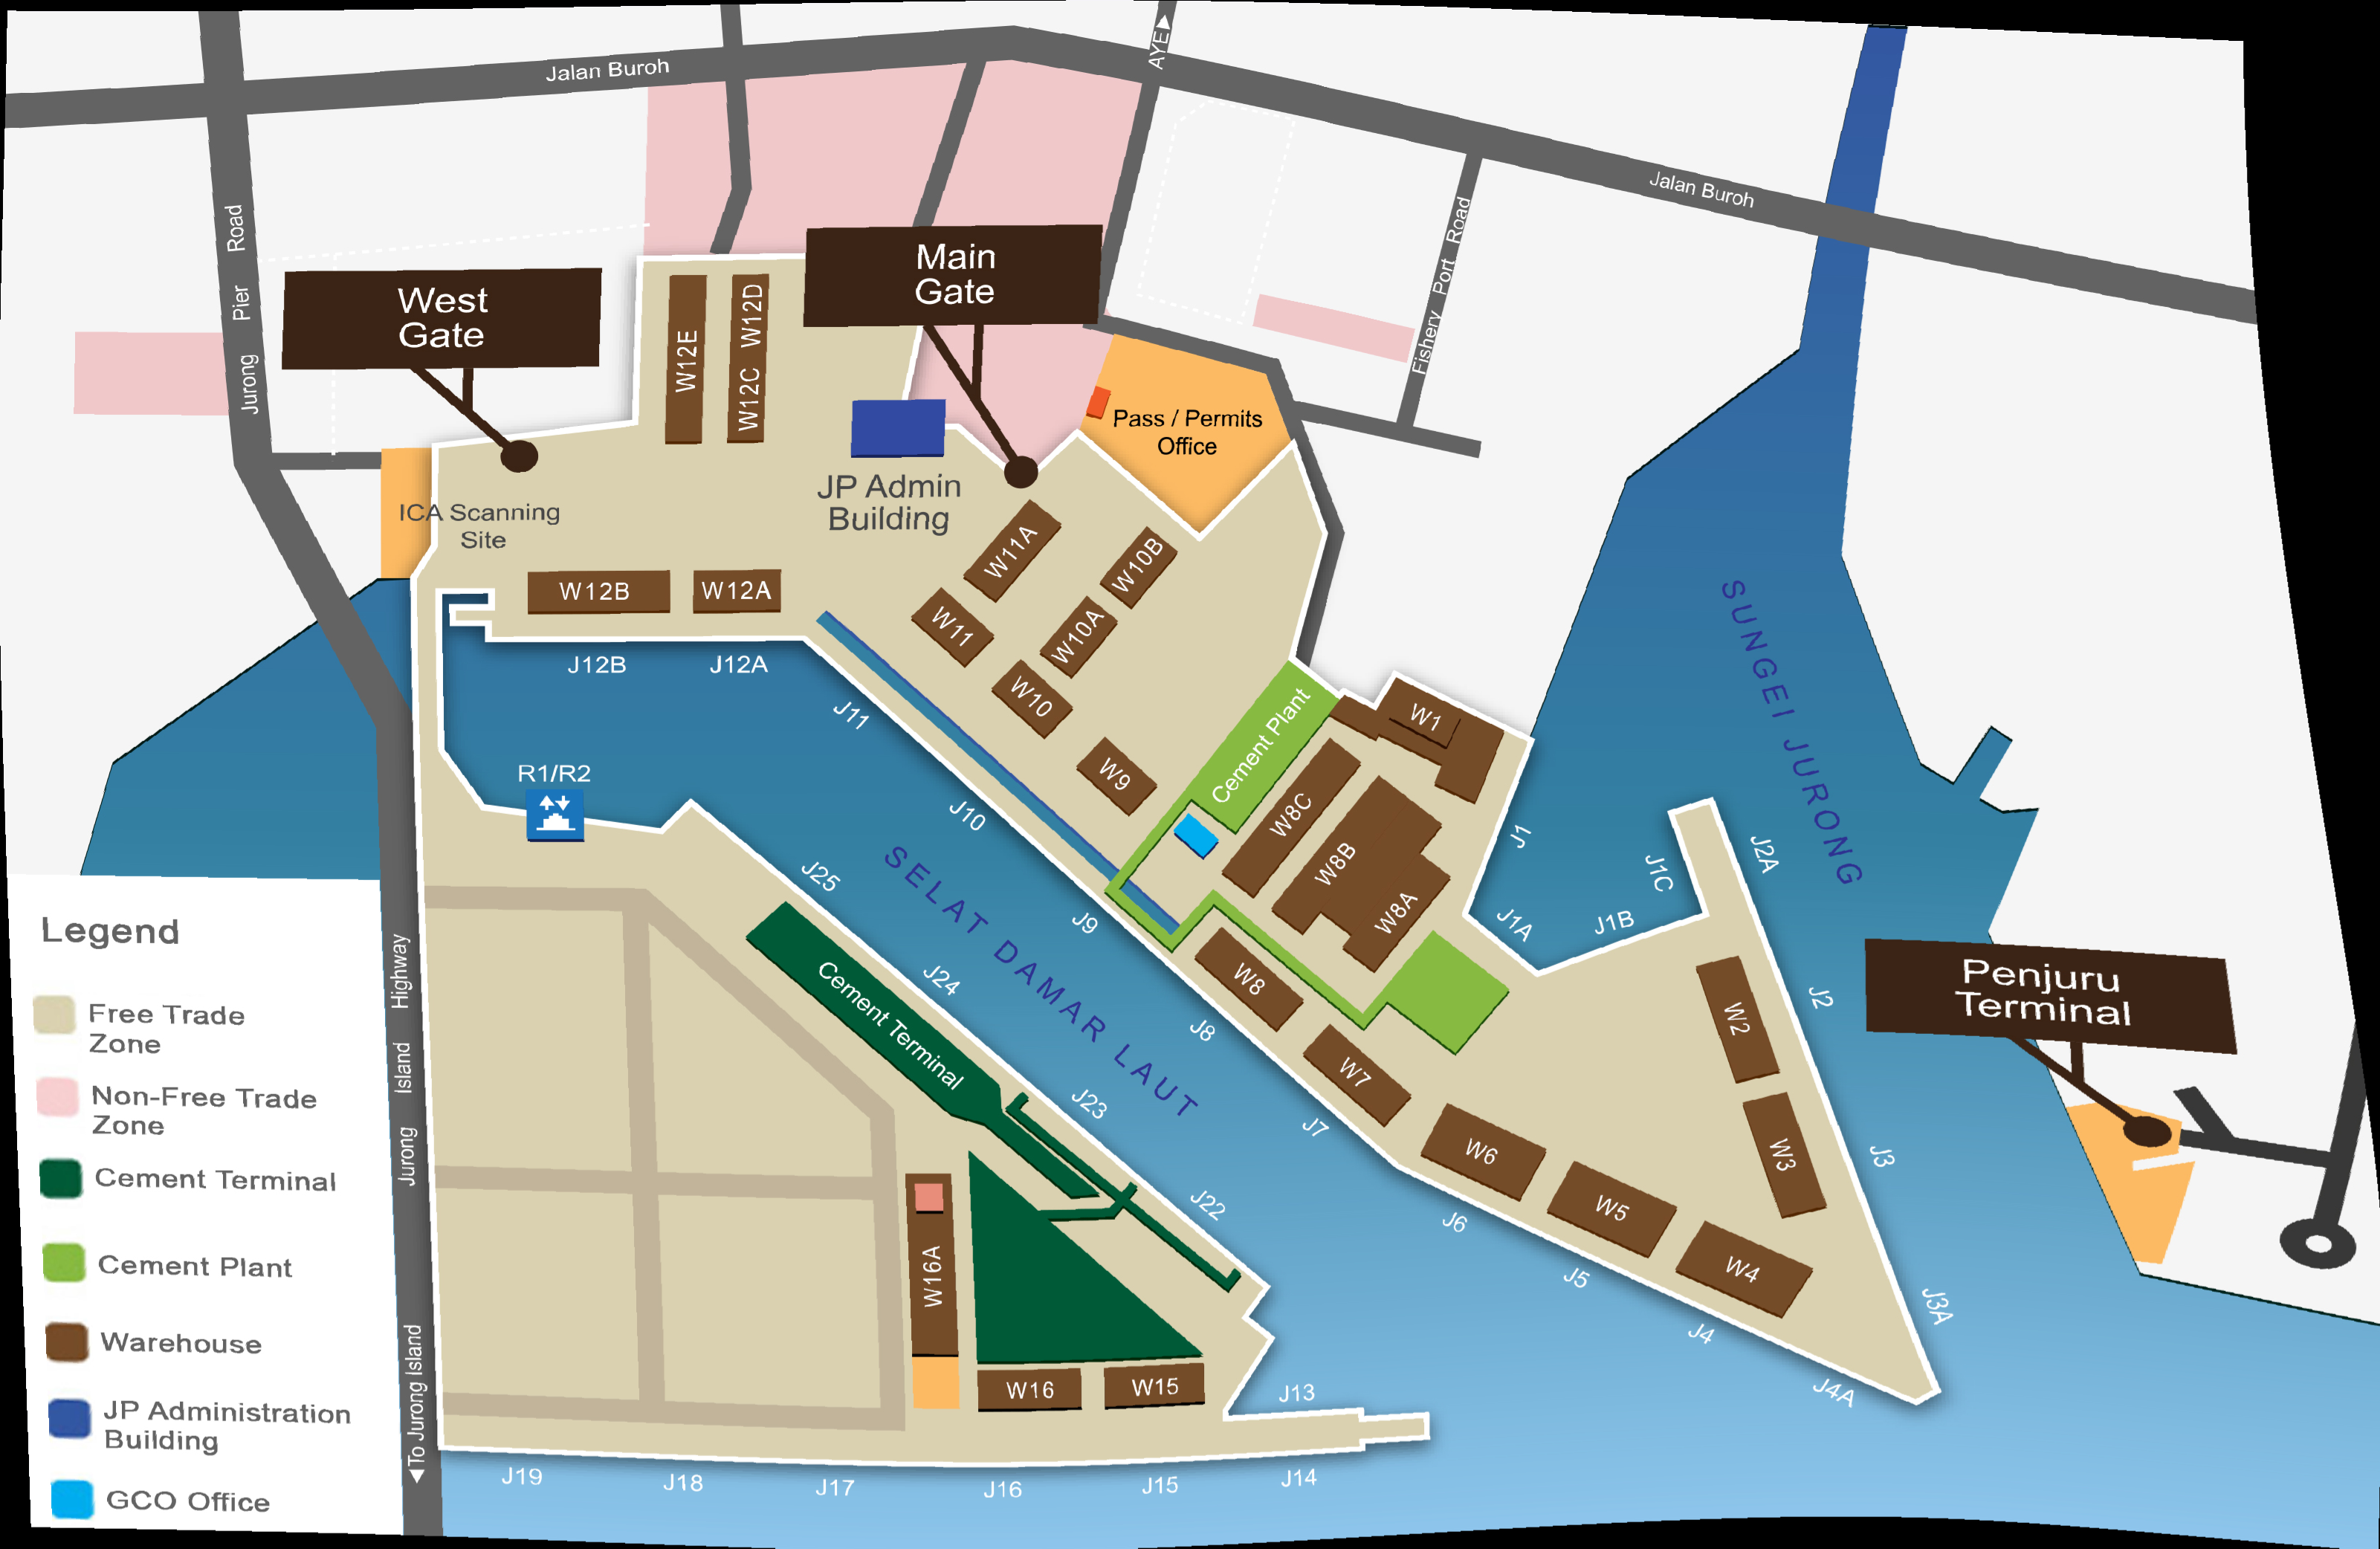 AYE
Jalan Buroh
Jalan Buroh
Jurong Pier Road
Fishery Port Road
West
Gate
Main
Gate
W12E
W12C W12D
Pass / Permits
Office
JP Admin
Building
ICA Scanning
Site
W11A
W10B
W12B
W12A
W11
W10A
W10
J12B
J12A
J11
W9
Cement Plant
W1
SUNGEI JURONG
R1/R2
J10
W8C
W8B
W8A
J1
J1A
J1B
J1C
J2A
J25
SELAT DAMAR LAUT
J9
W8
J24
J8
W2
J2
Penjuru
Terminal
Cement Terminal
W7
J23
J7
W6
W3
J3
J22
J6
W5
W4
J5
J3A
J4
J4A
W16A
W16
W15
J13
J19
J18
J17
J16
J15
J14
Jurong Island Highway
To Jurong Island
Legend
Free Trade
Zone
Non-Free Trade
Zone
Cement Terminal
Cement Plant
Warehouse
JP Administration
Building
GCO Office